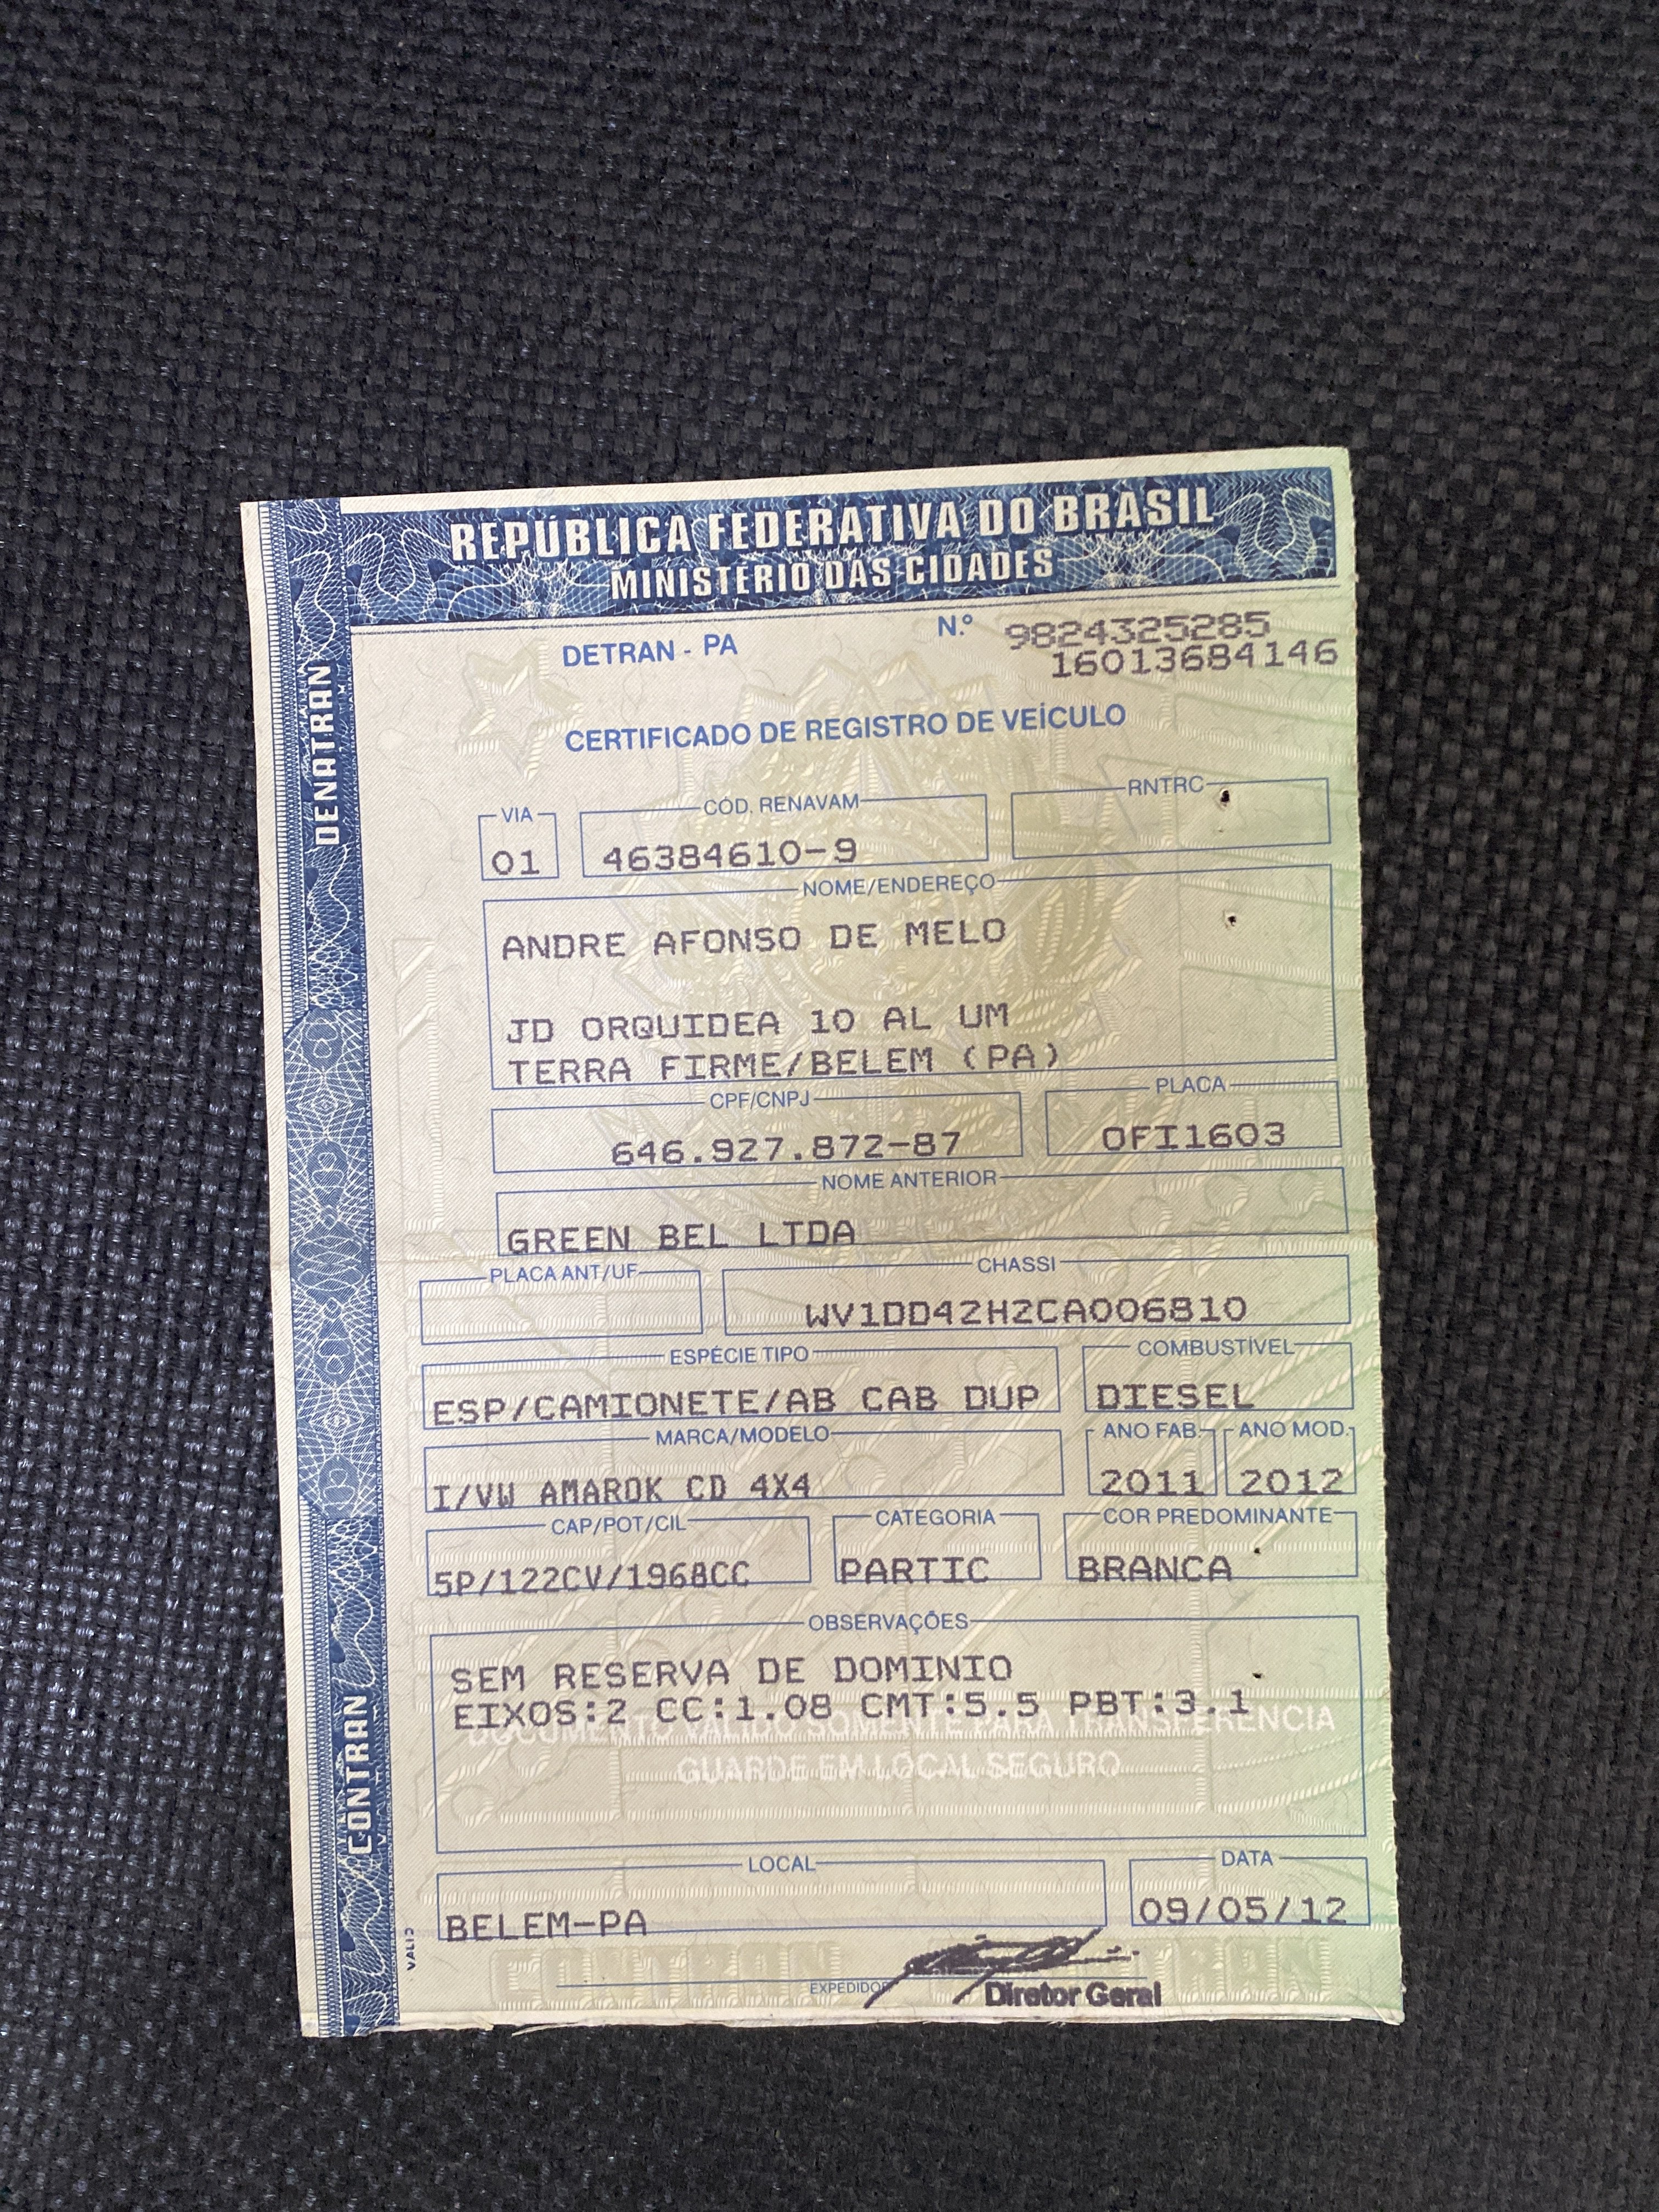 REPÚBLICA FEDERATIVA DO BRASIL
MINISTÉRIO DAS CIDADES
DETRAN - PA
N.º 9824325285
16013684146
CERTIFICADO DE REGISTRO DE VEÍCULO
VIA
CÓD. RENAVAM
RNTRC
01
46384610-9
NOME/ENDEREÇO
ANDRE AFONSO DE MELO
JD ORQUIDEA 10 AL UM
TERRA FIRME/BELEM (PA)
CPF/CNPJ
PLACA
646.927.872-87
OFI1603
NOME ANTERIOR
GREEN BEL LTDA
PLACA ANT/UF
CHASSI
WV1DD42H2CA006810
ESPÉCIE TIPO
COMBUSTÍVEL
ESP/CAMIONETE/AB CAB DUP
DIESEL
MARCA/MODELO
ANO FAB.
ANO MOD.
I/VW AMAROK CD 4X4
2011
2012
CAP/POT/CIL
CATEGORIA
COR PREDOMINANTE
5P/122CV/1968CC
PARTIC
BRANCA
OBSERVAÇÕES
SEM RESERVA DE DOMINIO
EIXOS:2 CC:1.08 CMT:5.5 PBT:3.1
DOCUMENTO VÁLIDO SOMENTE PARA TRANSFERÊNCIA
GUARDE EM LOCAL SEGURO
LOCAL
DATA
BELEM-PA
09/05/12
EXPEDIDOR
Diretor Geral
DENATRAN
CONTRAN